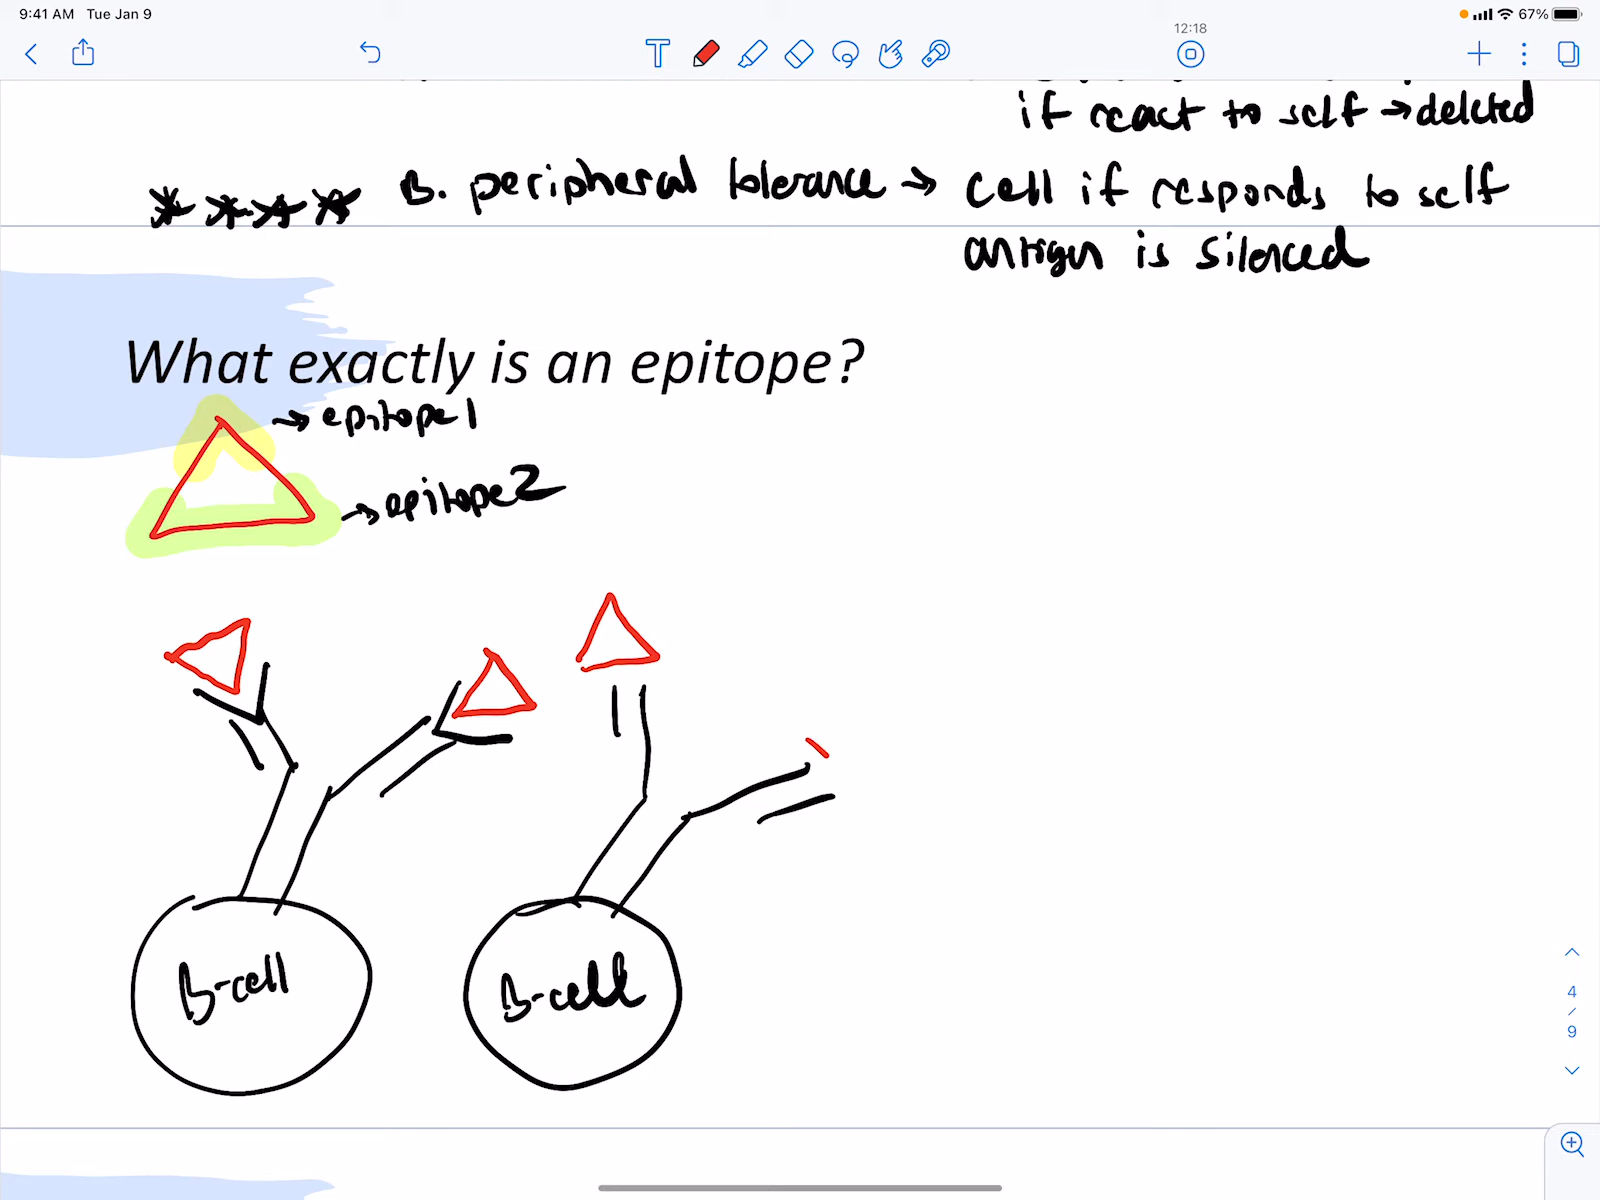 9:41 AM Tue Jan 9
67%
12:18
if react to self → deleted
B. peripheral tolerance → cell if responds to self
antigen is silenced
What exactly is an epitope?
→ epitope 1
→ epitope 2
B-cell
B-cell
4
/
9